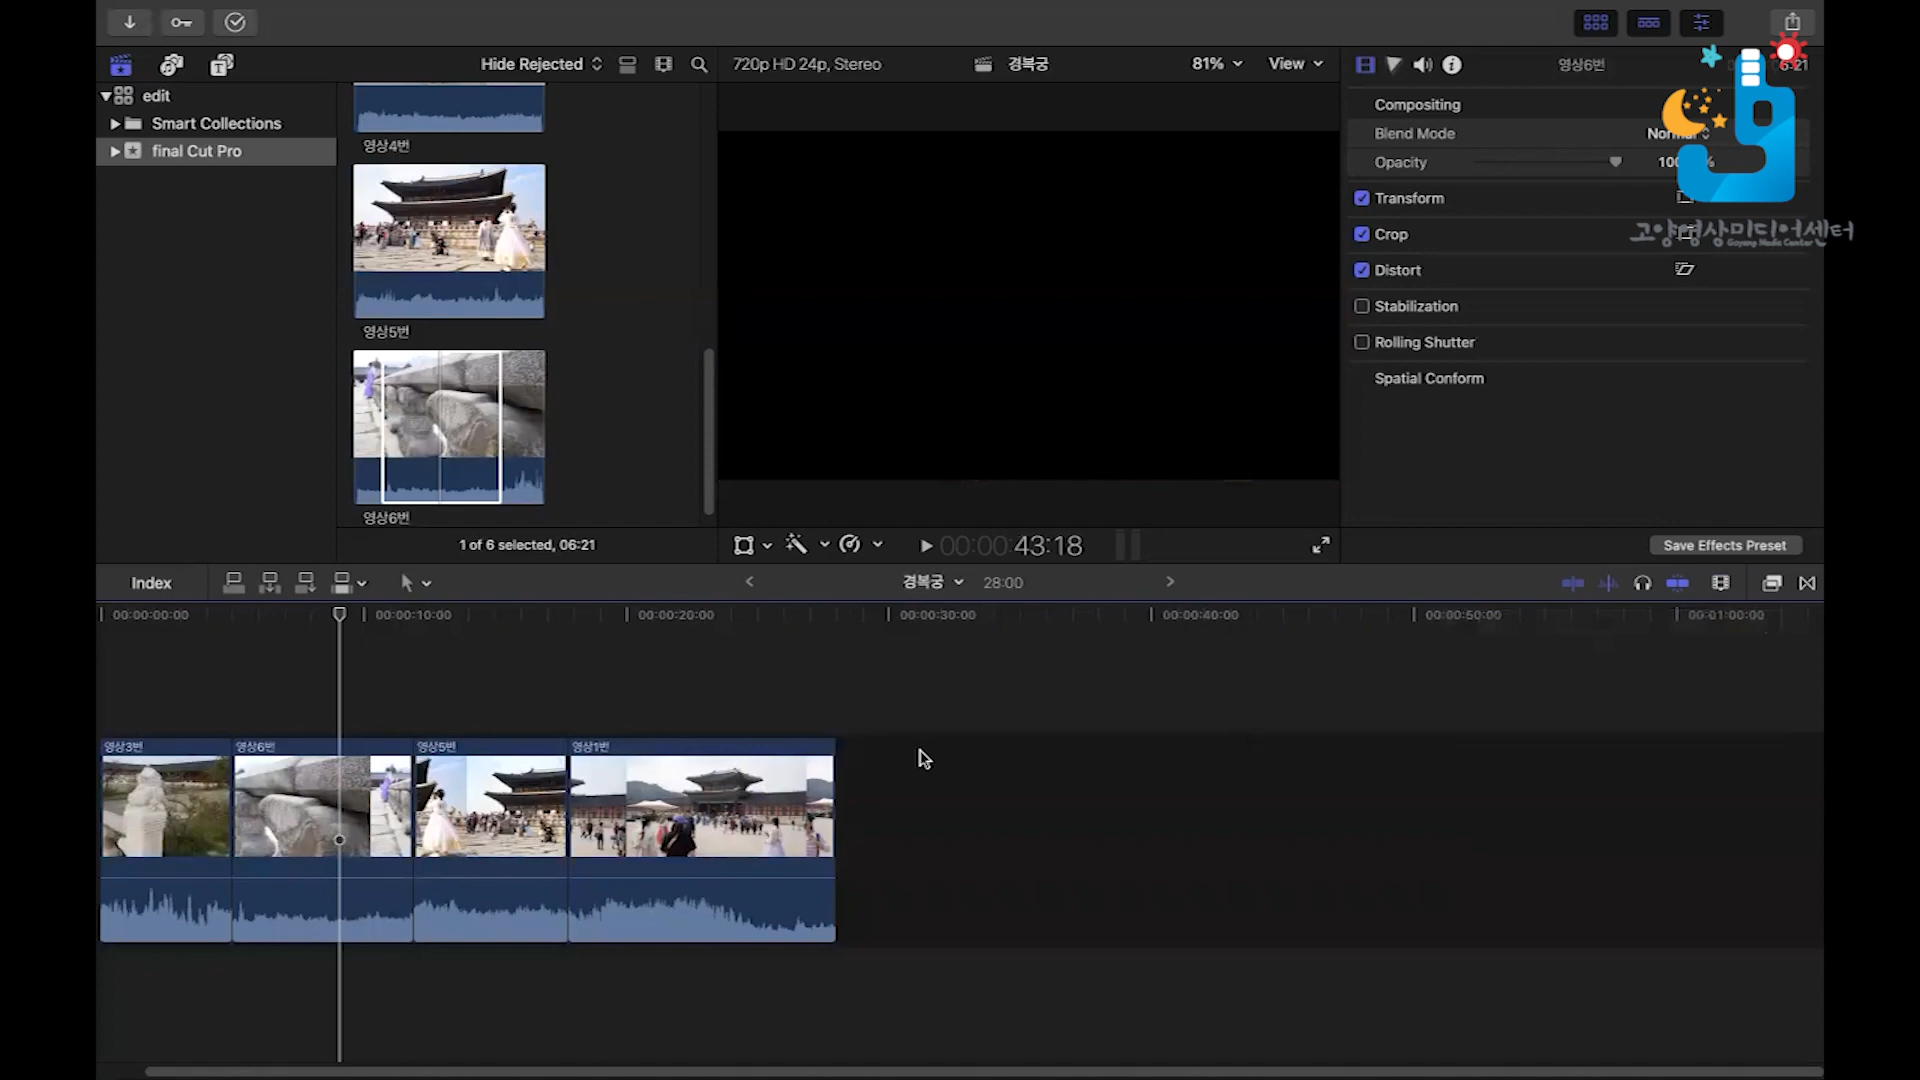 Hide Rejected
720p HD 24p, Stereo
경복궁
81%
View
영상6번
6:21
edit
Smart Collections
final Cut Pro
영상4번
영상5번
영상6번
1 of 6 selected, 06:21
Compositing
Blend Mode
Opacity
Transform
Crop
Distort
Stabilization
Rolling Shutter
Spatial Conform
고양영상미디어센터
Goyang Media Center
00:00:00:43:18
Save Effects Preset
Index
경복궁
28:00
00:00:00:00
00:00:10:00
00:00:20:00
00:00:30:00
00:00:40:00
00:00:50:00
00:01:00:00
영상3번
영상6번
영상5번
영상1번